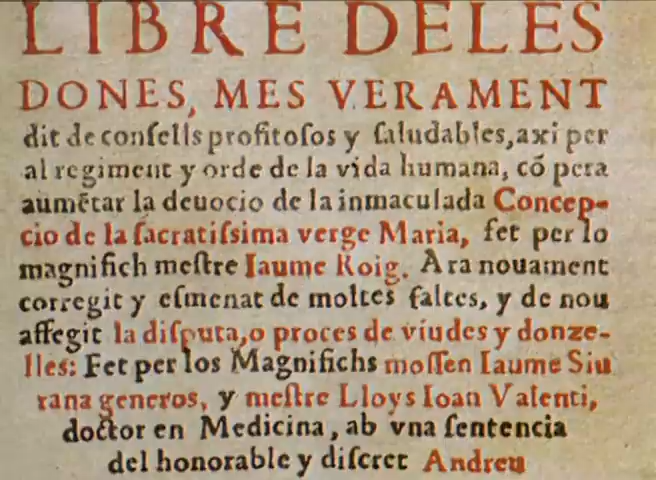 LIBRE DE LES
DONES, MES VERAMENT
dit de conſells profitoſos y ſaludables, axi per
al regiment y orde de la vida humana, cõ pera
aumẽtar la deuocio de la inmaculada Concep-
cio de la ſacratiſsima verge Maria, fet per lo
magnifich meſtre Iaume Roig. Ara nouament
corregit y eſmenat de moltes faltes, y de nou
affegit la diſputa, o proces de viudes y donze-
lles: Fet per los Magnifichs moſſen Iaume Siu
rana generos, y meſtre Lloys Ioan Valenti,
doctor en Medicina, ab vna ſentencia
del honorable y diſcret Andreu